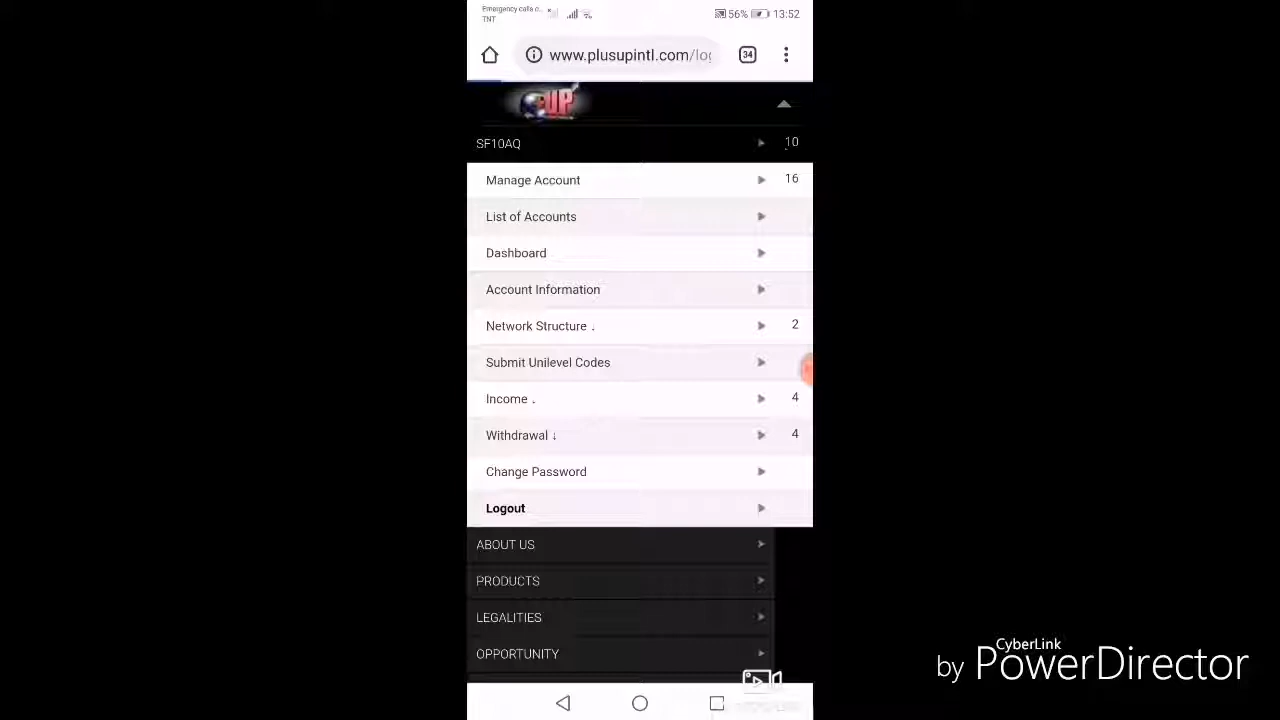 Emergency calls o...
TNT
56% 13:52
www.plusupintl.com/log
34
UP
SF10AQ 10
Manage Account 16
List of Accounts
Dashboard
Account Information
Network Structure . 2
Submit Unilevel Codes
Income . 4
Withdrawal ↓ 4
Change Password
Logout
ABOUT US
PRODUCTS
LEGALITIES
OPPORTUNITY
CyberLink
by PowerDirector